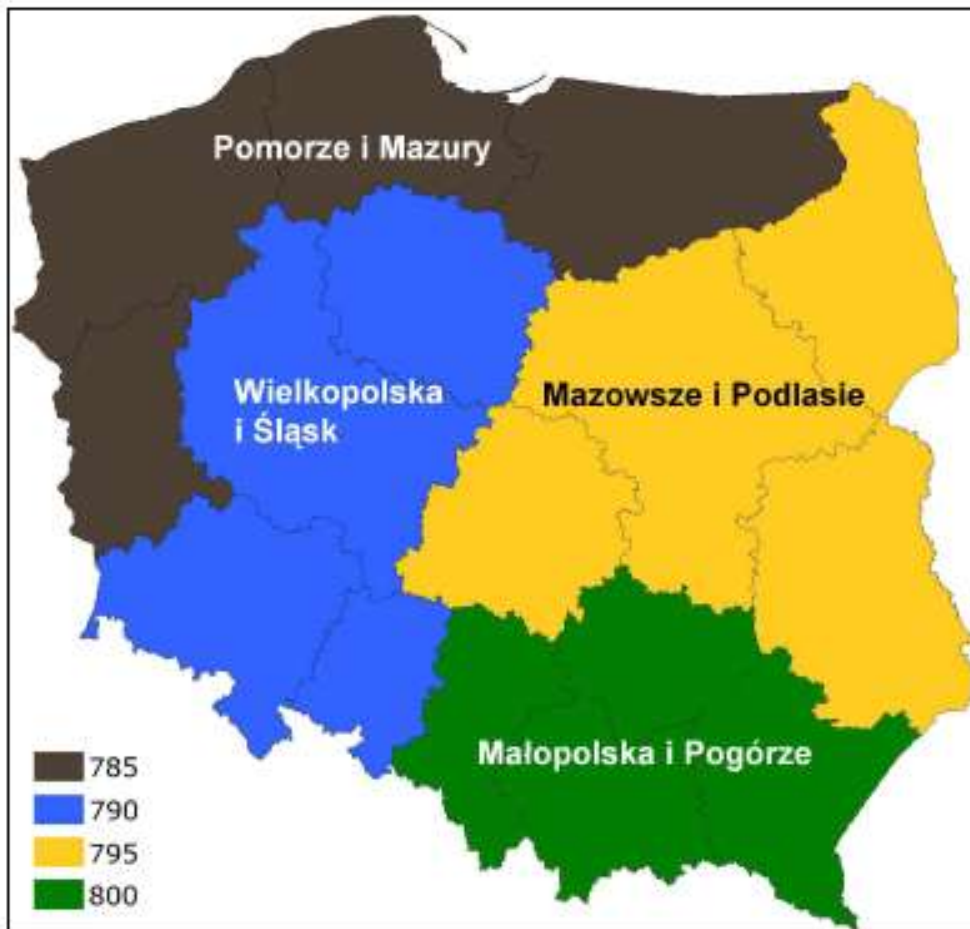 Pomorze i Mazury
Wielkopolska
i Śląsk
Mazowsze i Podlasie
Małopolska i Pogórze
785
790
795
800